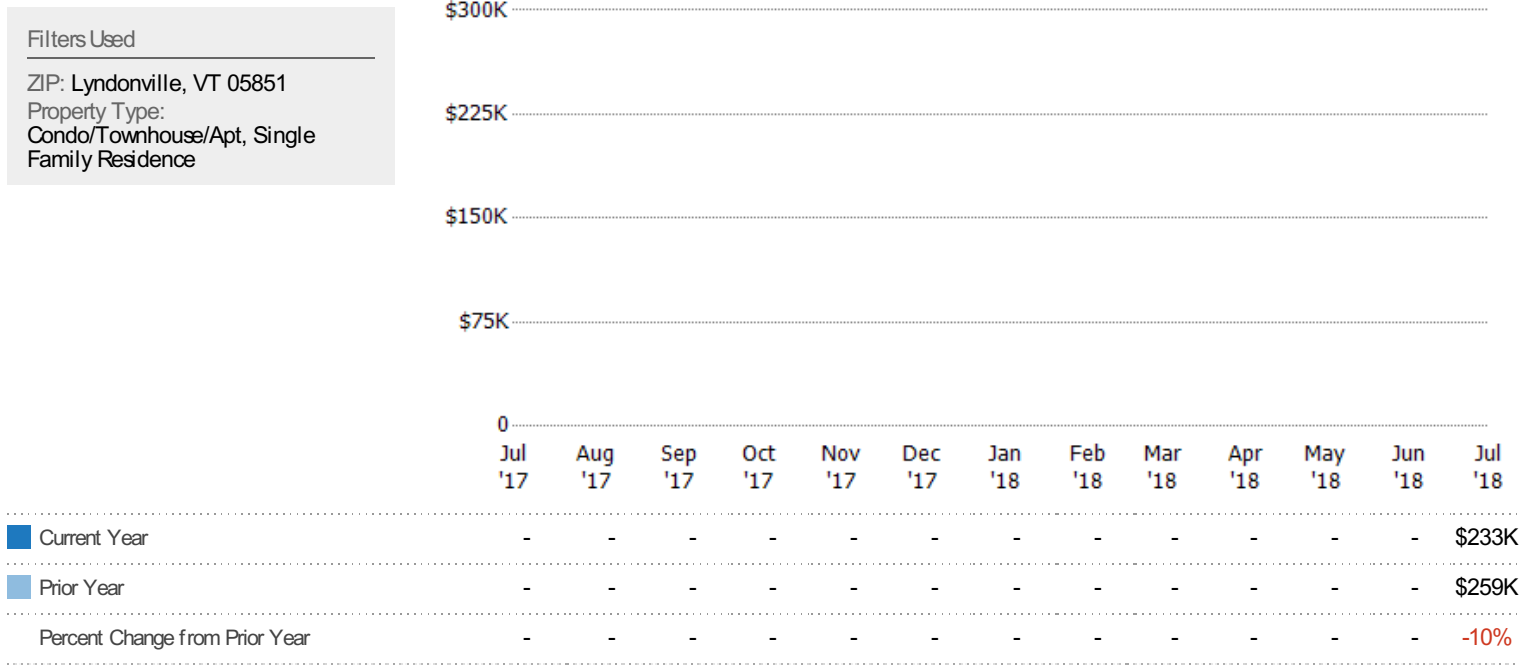 Filters Used
ZIP: Lyndonville, VT 05851
Property Type:
Condo/Townhouse/Apt, Single
Family Residence
$300K
$225K
$150K
$75K
0
Jul '17 Aug '17 Sep '17 Oct '17 Nov '17 Dec '17 Jan '18 Feb '18 Mar '18 Apr '18 May '18 Jun '18 Jul '18
Current Year - - - - - - - - - - - - $233K
Prior Year - - - - - - - - - - - - $259K
Percent Change from Prior Year - - - - - - - - - - - - -10%